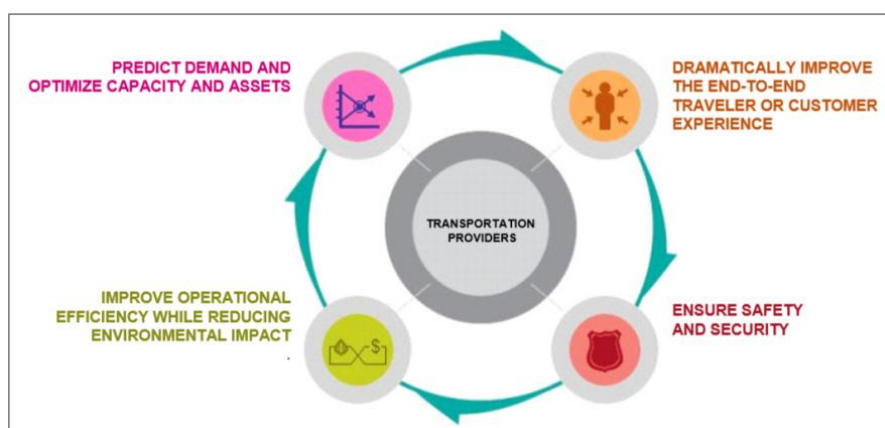 PREDICT DEMAND AND
OPTIMIZE CAPACITY AND ASSETS
DRAMATICALLY IMPROVE
THE END-TO-END
TRAVELER OR CUSTOMER
EXPERIENCE
TRANSPORTATION
PROVIDERS
IMPROVE OPERATIONAL
EFFICIENCY WHILE REDUCING
ENVIRONMENTAL IMPACT
.
$
ENSURE SAFETY
AND SECURITY